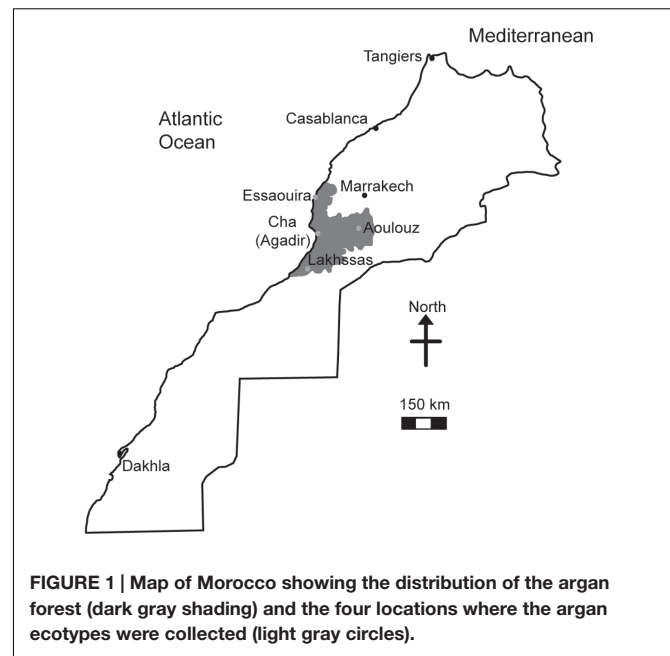 Mediterranean
Tangiers
Atlantic
Ocean
Casablanca
Essaouira
Marrakech
Cha
(Agadir)
Aoulouz
Lakhssas
North
150 km
Dakhla
FIGURE 1 | Map of Morocco showing the distribution of the argan
forest (dark gray shading) and the four locations where the argan
ecotypes were collected (light gray circles).